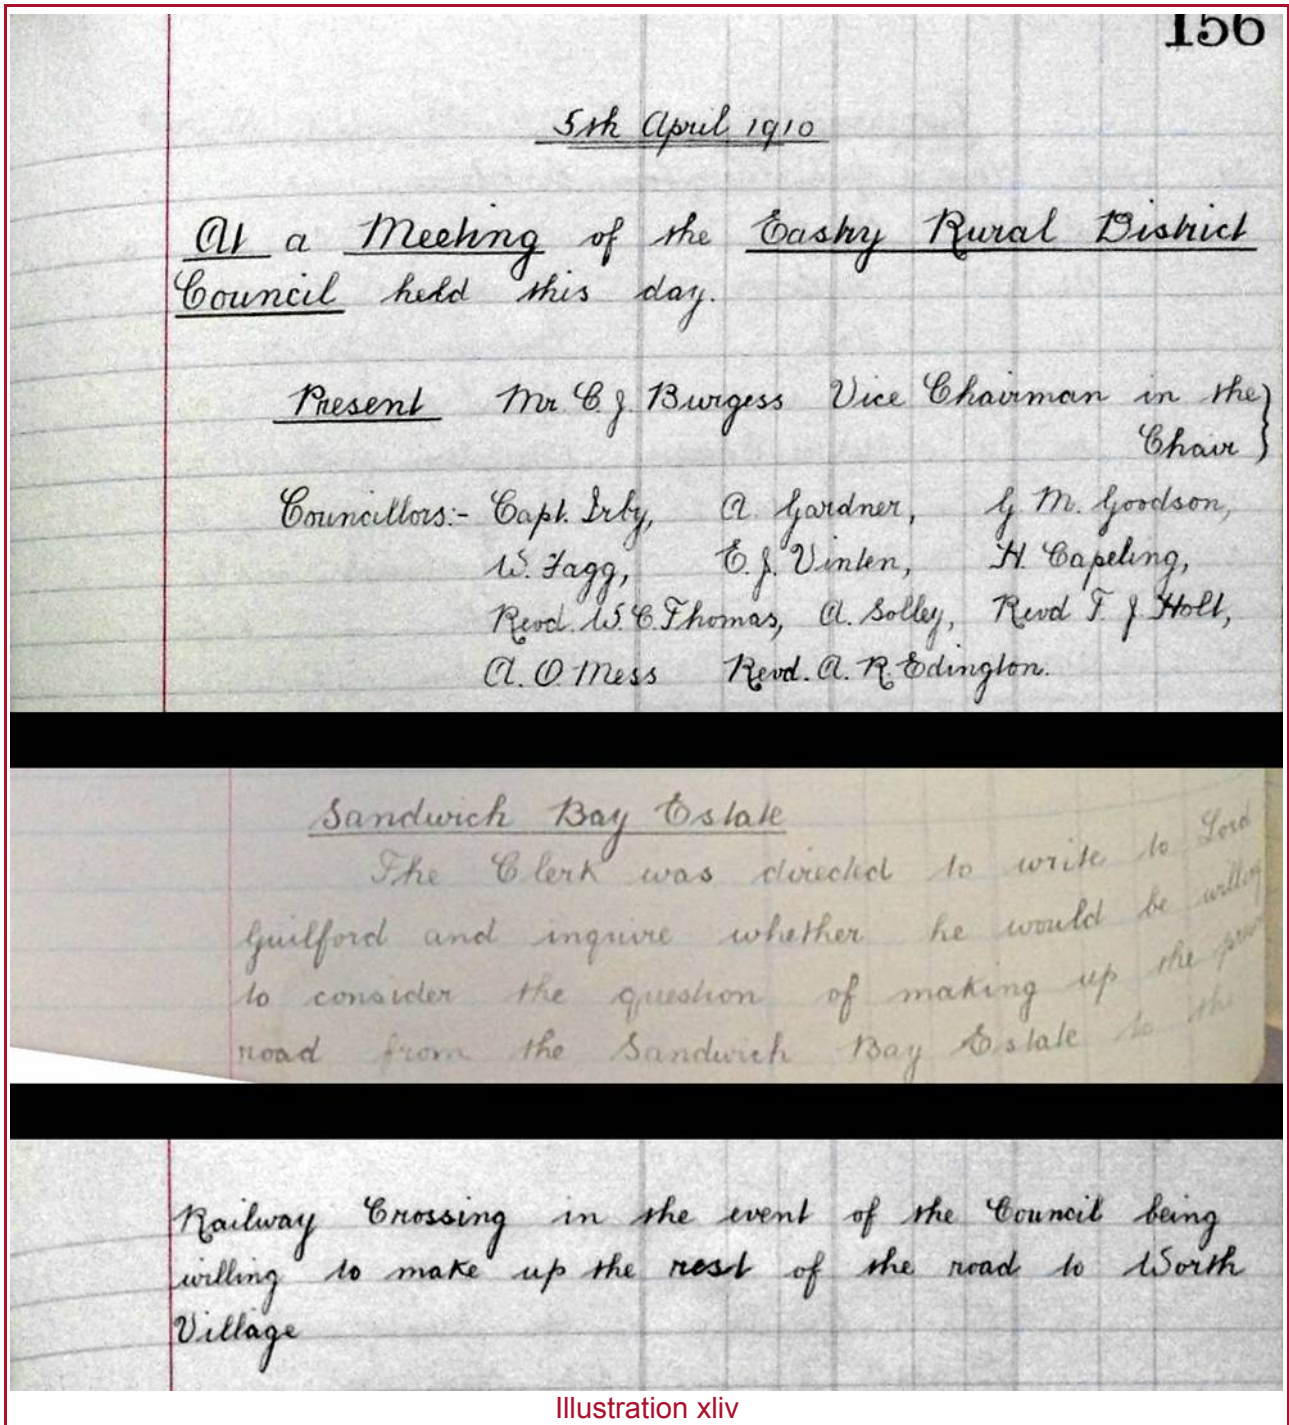 156
5th April 1910
At a Meeting of the Eastry Rural District
Council held this day.
Present Mr C. J. Burgess Vice Chairman in the
Chair
Councillors:- Capt. Irby, A. Gardner, G M. Goodson,
W. Fagg, E. J. Vinten, H. Capeling,
Revd. W. C. Thomas, A. Solley, Revd T. J Holt,
A. O. Mess Revd. A. R. Edington.
Sandwich Bay Estate
The Clerk was directed to write to Lord
Guilford and inquire whether he would be willing
to consider the question of making up the
road from the Sandwich Bay Estate to the
Railway Crossing in the event of the Council being
willing to make up the rest of the road to Worth
Village
Illustration xliv